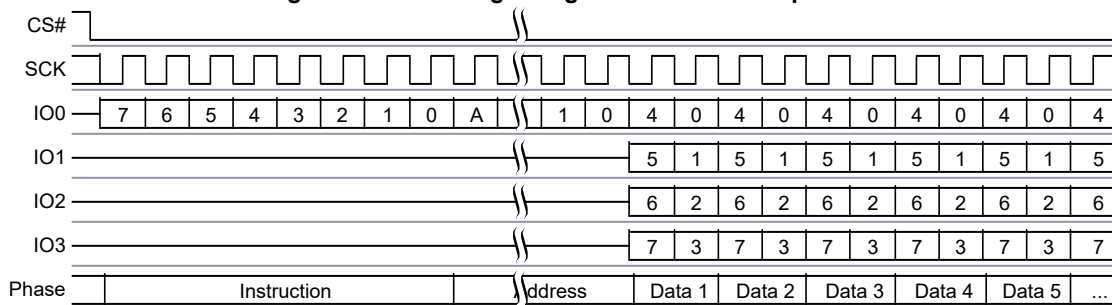 CS#
SCK
IO0 7 6 5 4 3 2 1 0 A 1 0 4 0 4 0 4 0 4 0 4 0 4
IO1 5 1 5 1 5 1 5 1 5 1 5
IO2 6 2 6 2 6 2 6 2 6 2 6
IO3 7 3 7 3 7 3 7 3 7 3 7
Phase Instruction Address Data 1 Data 2 Data 3 Data 4 Data 5 ...